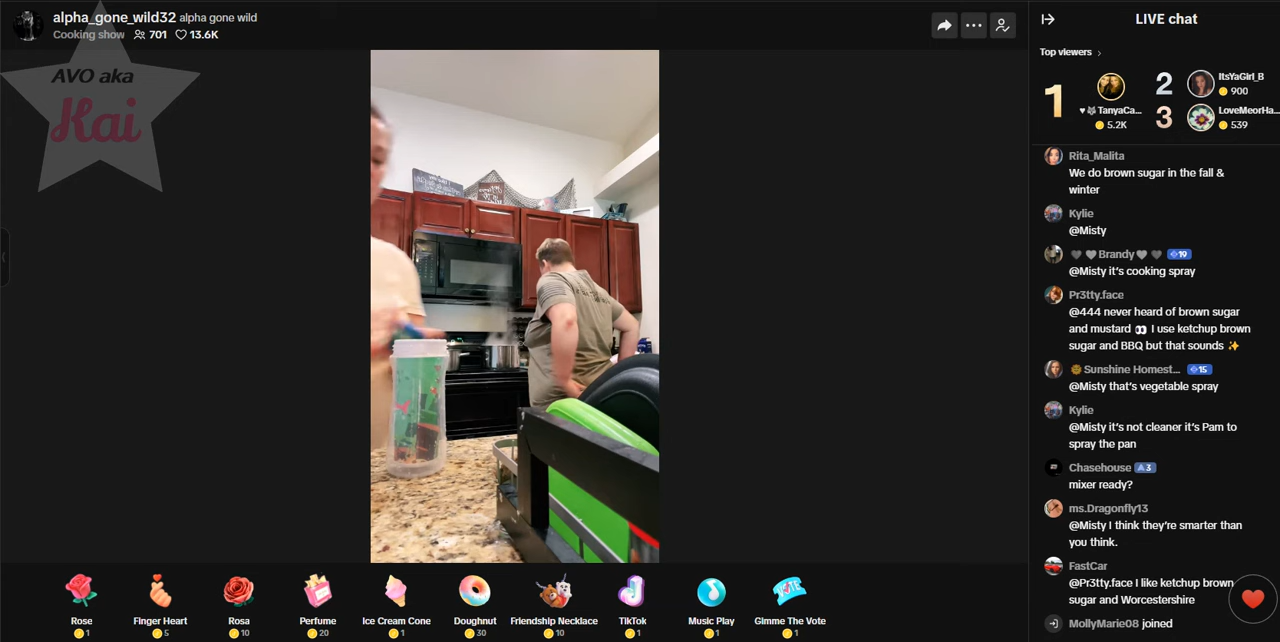 alpha_gone_wild32 alpha gone wild
Cooking show 701 13.6K
AVO aka
Kai
LIVE chat
Top viewers
1
TanyaCa...
5.2K
2
ItsYaGirl_B
900
3
LoveMeorHa...
539
Rita_Malita
We do brown sugar in the fall &
winter
Kylie
@Misty
🖤🤍Brandy🤍🖤 19
@Misty it's cooking spray
Pr3tty.face
@444 never heard of brown sugar
and mustard 👀 I use ketchup brown
sugar and BBQ but that sounds ✨
Sunshine Homest... 15
@Misty that's vegetable spray
Kylie
@Misty it's not cleaner it's Pam to
spray the pan
Chasehouse 3
mixer ready?
ms.Dragonfly13
@Misty I think they're smarter than
you think.
FastCar
@Pr3tty.face I like ketchup brown
sugar and Worcestershire
MollyMarie08 joined
Rose
1
Finger Heart
5
Rosa
10
Perfume
20
Ice Cream Cone
1
Doughnut
30
Friendship Necklace
10
TikTok
1
Music Play
1
Gimme The Vote
1